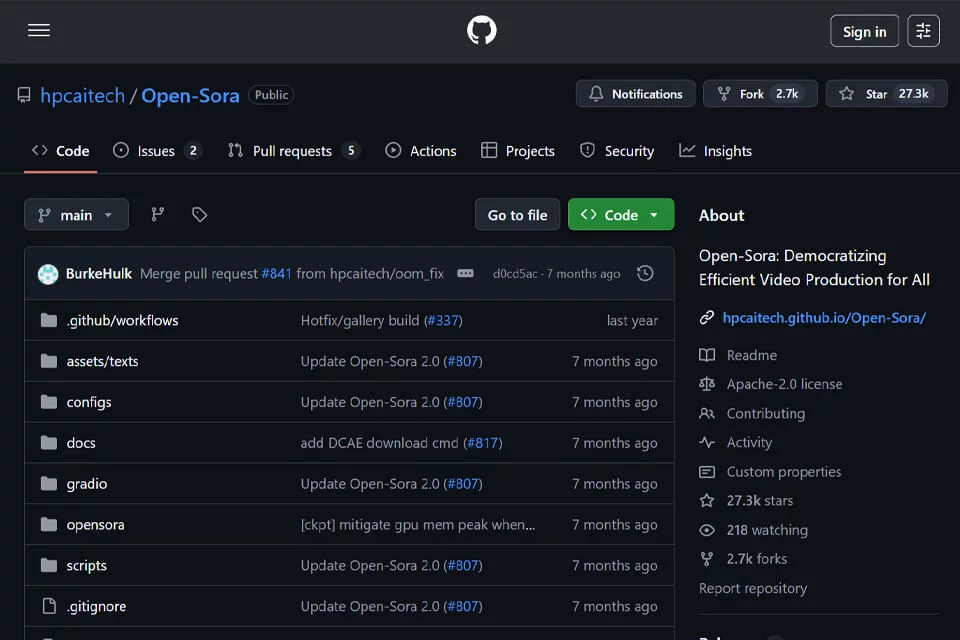 Sign in
hpcaitech / Open-Sora Public
Notifications Fork 2.7k Star 27.3k
Code Issues 2 Pull requests 5 Actions Projects Security Insights
main Go to file Code
BurkeHulk Merge pull request #841 from hpcaitech/oom_fix d0cd5ac · 7 months ago
.github/workflows Hotfix/gallery build (#337) last year
assets/texts Update Open-Sora 2.0 (#807) 7 months ago
configs Update Open-Sora 2.0 (#807) 7 months ago
docs add DCAE download cmd (#817) 7 months ago
gradio Update Open-Sora 2.0 (#807) 7 months ago
opensora [ckpt] mitigate gpu mem peak when... 7 months ago
scripts Update Open-Sora 2.0 (#807) 7 months ago
.gitignore Update Open-Sora 2.0 (#807) 7 months ago
About
Open-Sora: Democratizing
Efficient Video Production for All
hpcaitech.github.io/Open-Sora/
Readme
Apache-2.0 license
Contributing
Activity
Custom properties
27.3k stars
218 watching
2.7k forks
Report repository